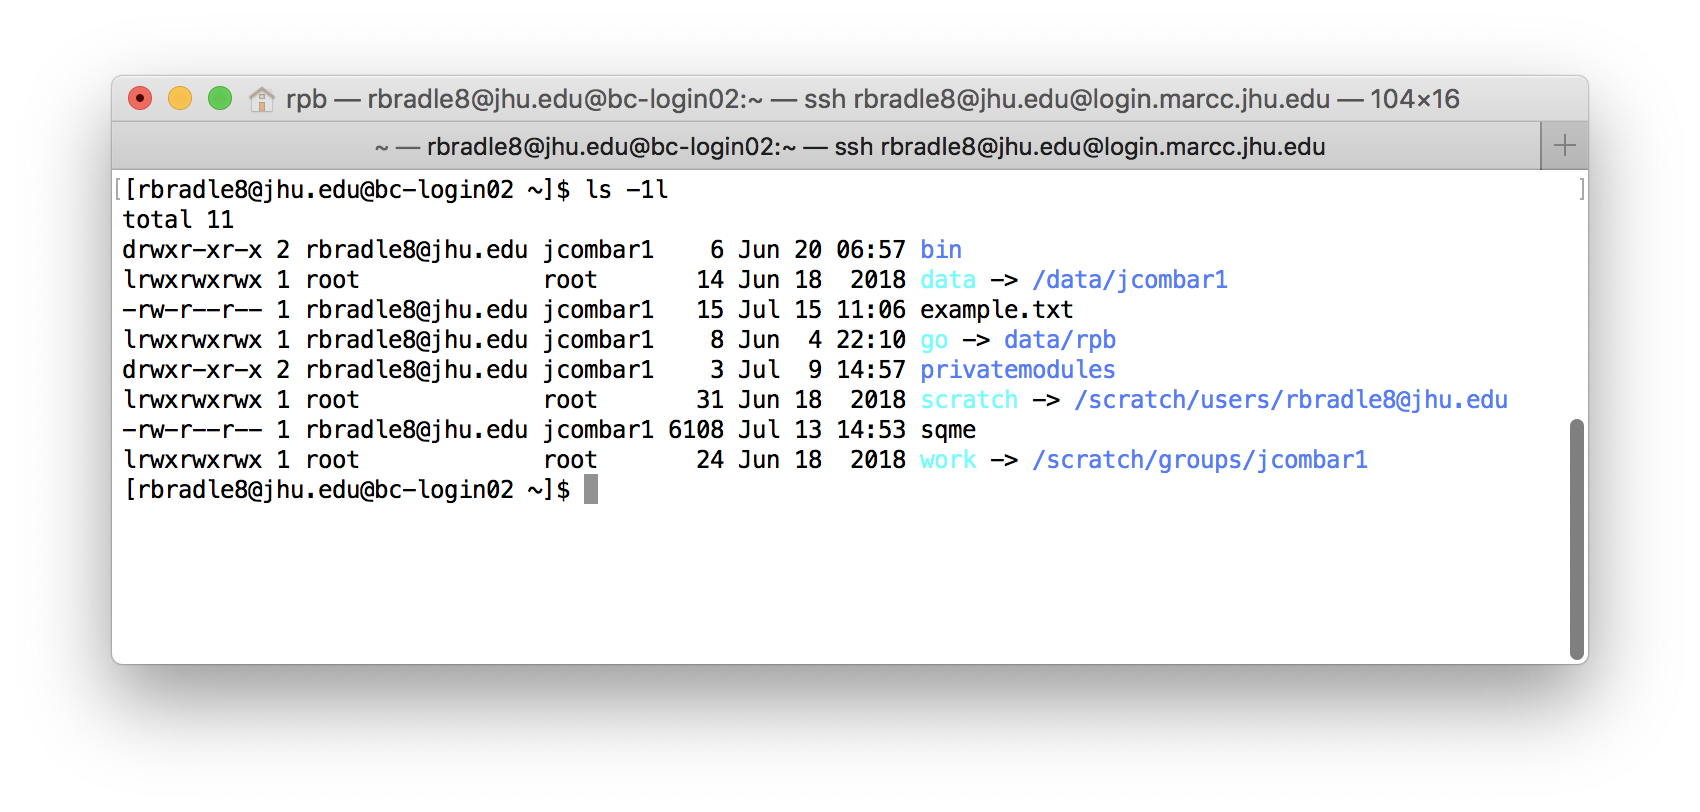 rpb — rbradle8@jhu.edu@bc-login02:~ — ssh rbradle8@jhu.edu@login.marcc.jhu.edu — 104×16
~ — rbradle8@jhu.edu@bc-login02:~ — ssh rbradle8@jhu.edu@login.marcc.jhu.edu
[[rbradle8@jhu.edu@bc-login02 ~]$ ls -1l ]
total 11
drwxr-xr-x 2 rbradle8@jhu.edu jcombar1    6 Jun 20 06:57 bin
lrwxrwxrwx 1 root             root       14 Jun 18  2018 data -> /data/jcombar1
-rw-r--r-- 1 rbradle8@jhu.edu jcombar1   15 Jul 15 11:06 example.txt
lrwxrwxrwx 1 rbradle8@jhu.edu jcombar1    8 Jun  4 22:10 go -> data/rpb
drwxr-xr-x 2 rbradle8@jhu.edu jcombar1    3 Jul  9 14:57 privatemodules
lrwxrwxrwx 1 root             root       31 Jun 18  2018 scratch -> /scratch/users/rbradle8@jhu.edu
-rw-r--r-- 1 rbradle8@jhu.edu jcombar1 6108 Jul 13 14:53 sqme
lrwxrwxrwx 1 root             root       24 Jun 18  2018 work -> /scratch/groups/jcombar1
[rbradle8@jhu.edu@bc-login02 ~]$